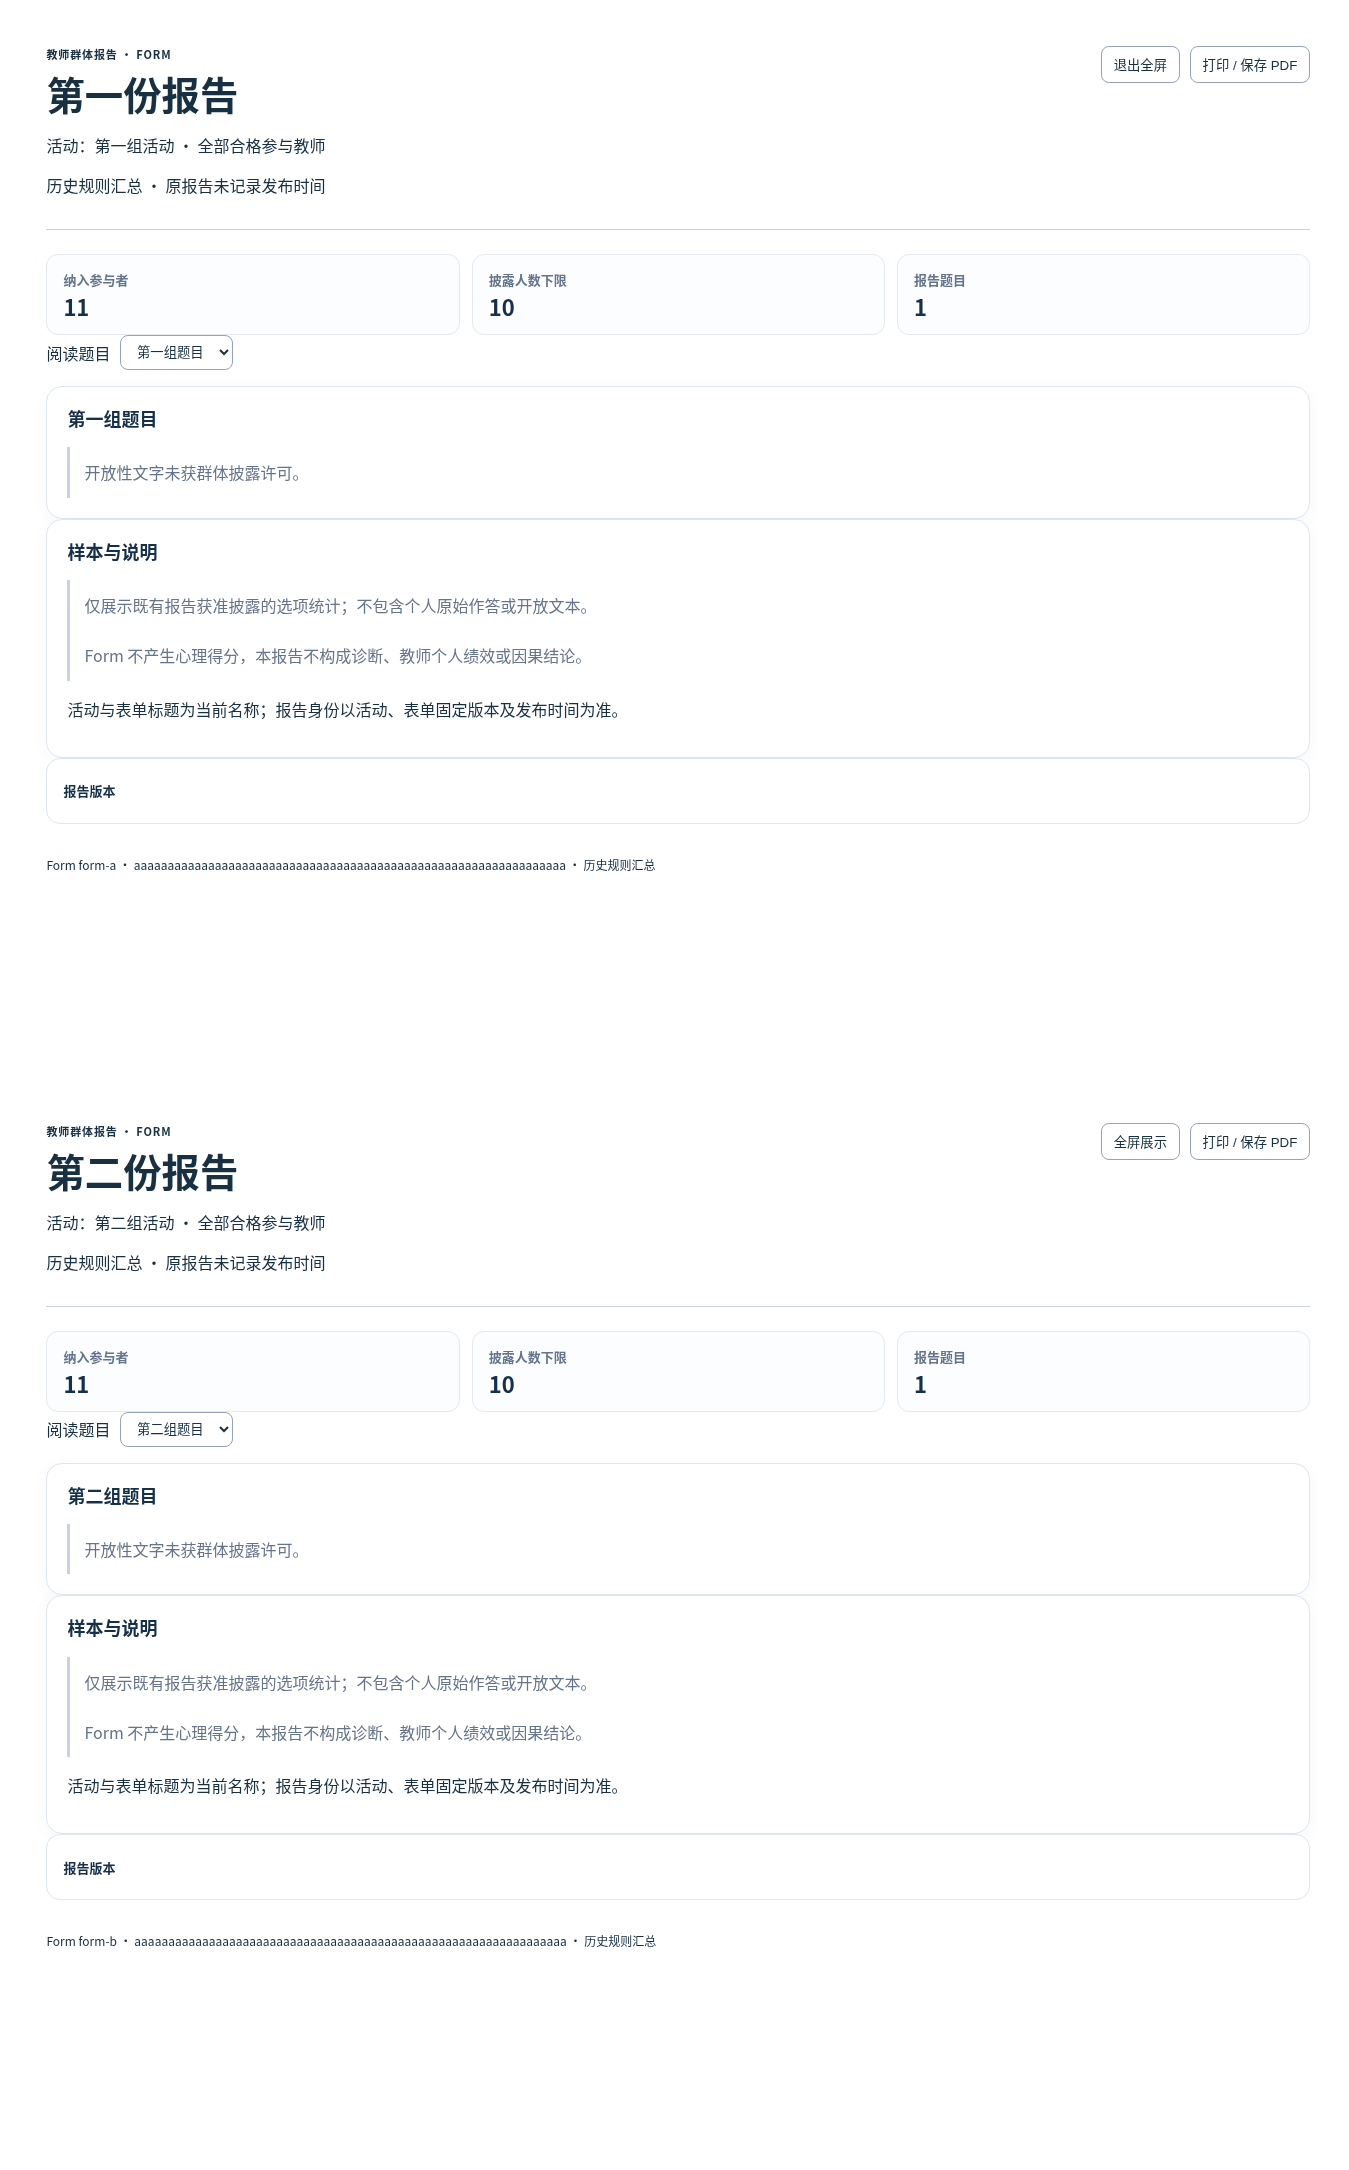 教师群体报告 · FORM
退出全屏
打印 / 保存 PDF
第一份报告
活动：第一组活动 · 全部合格参与教师
历史规则汇总 · 原报告未记录发布时间
纳入参与者
披露人数下限
报告题目
11
10
1
阅读题目
第一组题目
第一组题目
开放性文字未获群体披露许可。
样本与说明
仅展示既有报告获准披露的选项统计；不包含个人原始作答或开放文本。
Form 不产生心理得分，本报告不构成诊断、教师个人绩效或因果结论。
活动与表单标题为当前名称；报告身份以活动、表单固定版本及发布时间为准。
报告版本
Form form-a · aaaaaaaaaaaaaaaaaaaaaaaaaaaaaaaaaaaaaaaaaaaaaaaaaaaaaaaaaaaaaaaa · 历史规则汇总
教师群体报告 · FORM
全屏展示
打印 / 保存 PDF
第二份报告
活动：第二组活动 · 全部合格参与教师
历史规则汇总 · 原报告未记录发布时间
纳入参与者
披露人数下限
报告题目
11
10
1
阅读题目
第二组题目
第二组题目
开放性文字未获群体披露许可。
样本与说明
仅展示既有报告获准披露的选项统计；不包含个人原始作答或开放文本。
Form 不产生心理得分，本报告不构成诊断、教师个人绩效或因果结论。
活动与表单标题为当前名称；报告身份以活动、表单固定版本及发布时间为准。
报告版本
Form form-b · aaaaaaaaaaaaaaaaaaaaaaaaaaaaaaaaaaaaaaaaaaaaaaaaaaaaaaaaaaaaaaaa · 历史规则汇总